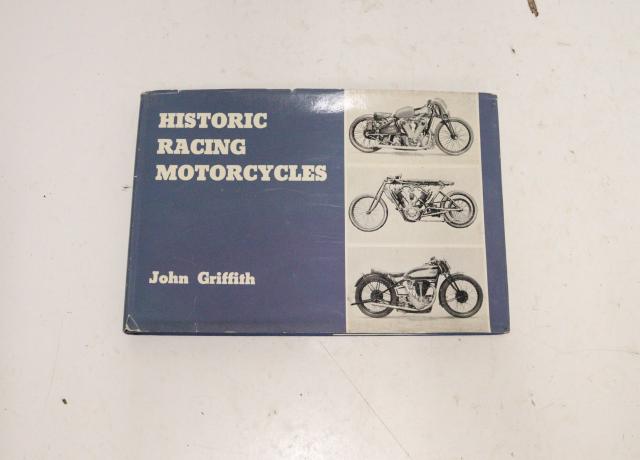 HISTORIC
RACING
MOTORCYCLES
John Griffith